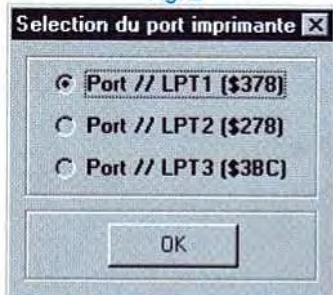 Selection du port imprimante
Port // LPT1 ($378)
Port // LPT2 ($278)
Port // LPT3 ($3BC)
OK